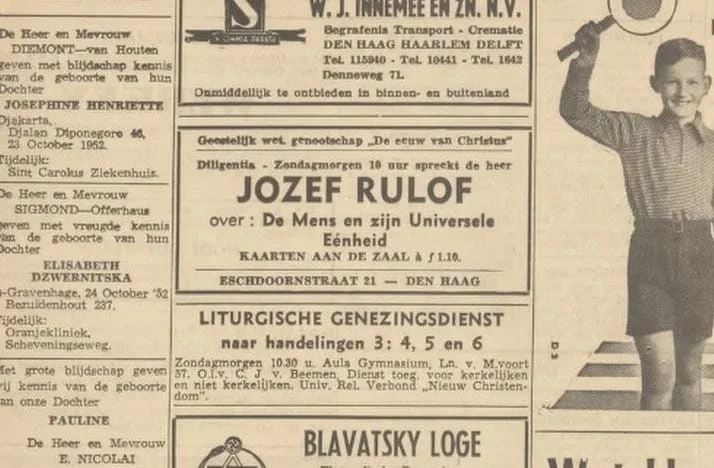 De Heer en Mevrouw
DIEMONT—van Houten
geven met blijdschap kennis
van de geboorte van hun
Dochter
JOSEPHINE HENRIETTE
Djakarta,
Djalan Diponegoro 46,
23 October 1952.
Tijdelijk:
Sint Carolus Ziekenhuis.
De Heer en Mevrouw
SIGMOND—Offerhaus
geven met vreugde kennis
van de geboorte van hun
Dochter
ELISABETH
DZWERNITSKA
-Gravenhage, 24 October '52
Bezuidenhout 237.
Tijdelijk:
Oranjekliniek,
Scheveningseweg.
Met grote blijdschap geven
wij kennis van de geboorte
van onze Dochter
PAULINE
De Heer en Mevrouw
E. NICOLAI
W. J. INNEMEE EN ZN. N.V.
Begrafenis Transport - Crematie
DEN HAAG HAARLEM DELFT
Tel. 115940 - Tel. 10441 - Tel. 1642
Denneweg 71.
Onmiddellijk te ontbieden in binnen- en buitenland
Geestelijk wet. genootschap „De eeuw van Christus"
Diligentia - Zondagmorgen 10 uur spreekt de heer
JOZEF RULOF
over : De Mens en zijn Universele
Eénheid
KAARTEN AAN DE ZAAL à ƒ 1.10.
ESCHDOORNSTRAAT 21 — DEN HAAG
LITURGISCHE GENEZINGSDIENST
naar handelingen 3: 4, 5 en 6
Zondagmorgen 10.30 u. Aula Gymnasium, Ln. v. M.voort
57. O.l.v. C. J. v. Beemen. Dienst toeg. voor kerkelijken
en niet kerkelijken. Univ. Rel. Verbond „Nieuw Christen-
dom".
BLAVATSKY LOGE